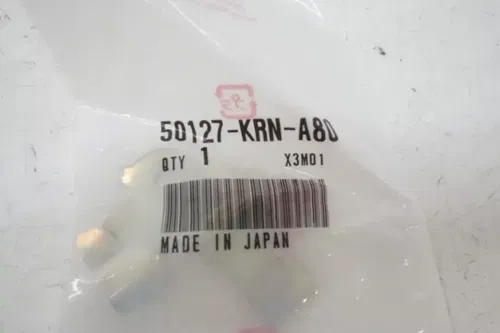 50127-KRN-A80
QTY 1 X3M01
MADE IN JAPAN